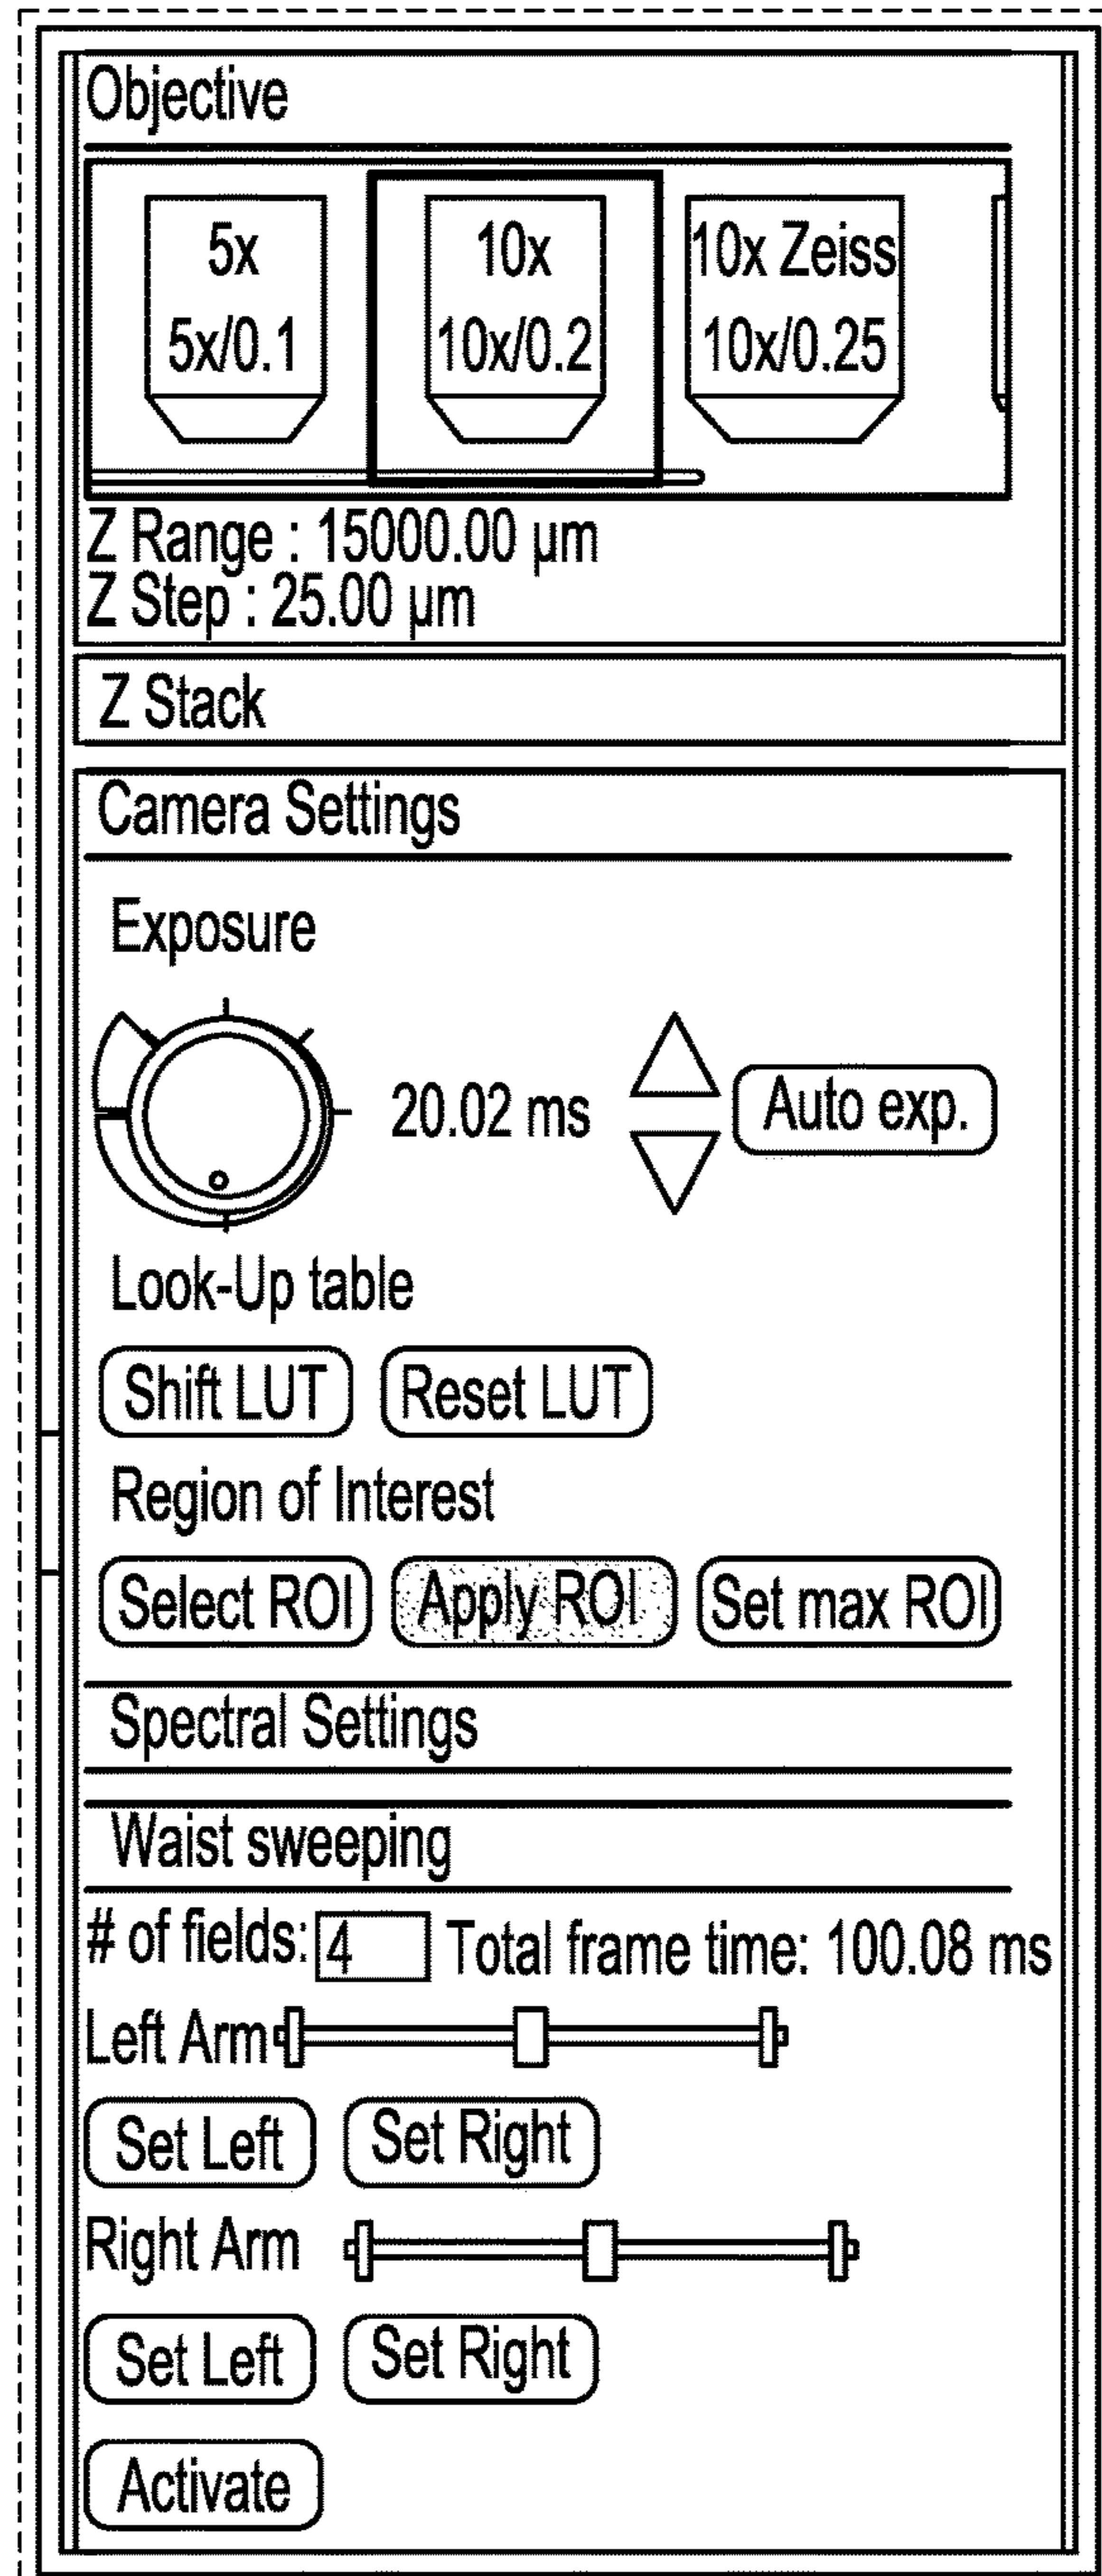 Objective
5x 10x 10x Zeiss
5x/0.1 10x/0.2 10x/0.25
Z Range : 15000.00 µm
Z Step : 25.00 µm
Z Stack
Camera Settings
Exposure
20.02 ms Auto exp.
Look-Up table
Shift LUT Reset LUT
Region of Interest
Select ROI Apply ROI Set max ROI
Spectral Settings
Waist sweeping
# of fields: 4 Total frame time: 100.08 ms
Left Arm
Set Left Set Right
Right Arm
Set Left Set Right
Activate